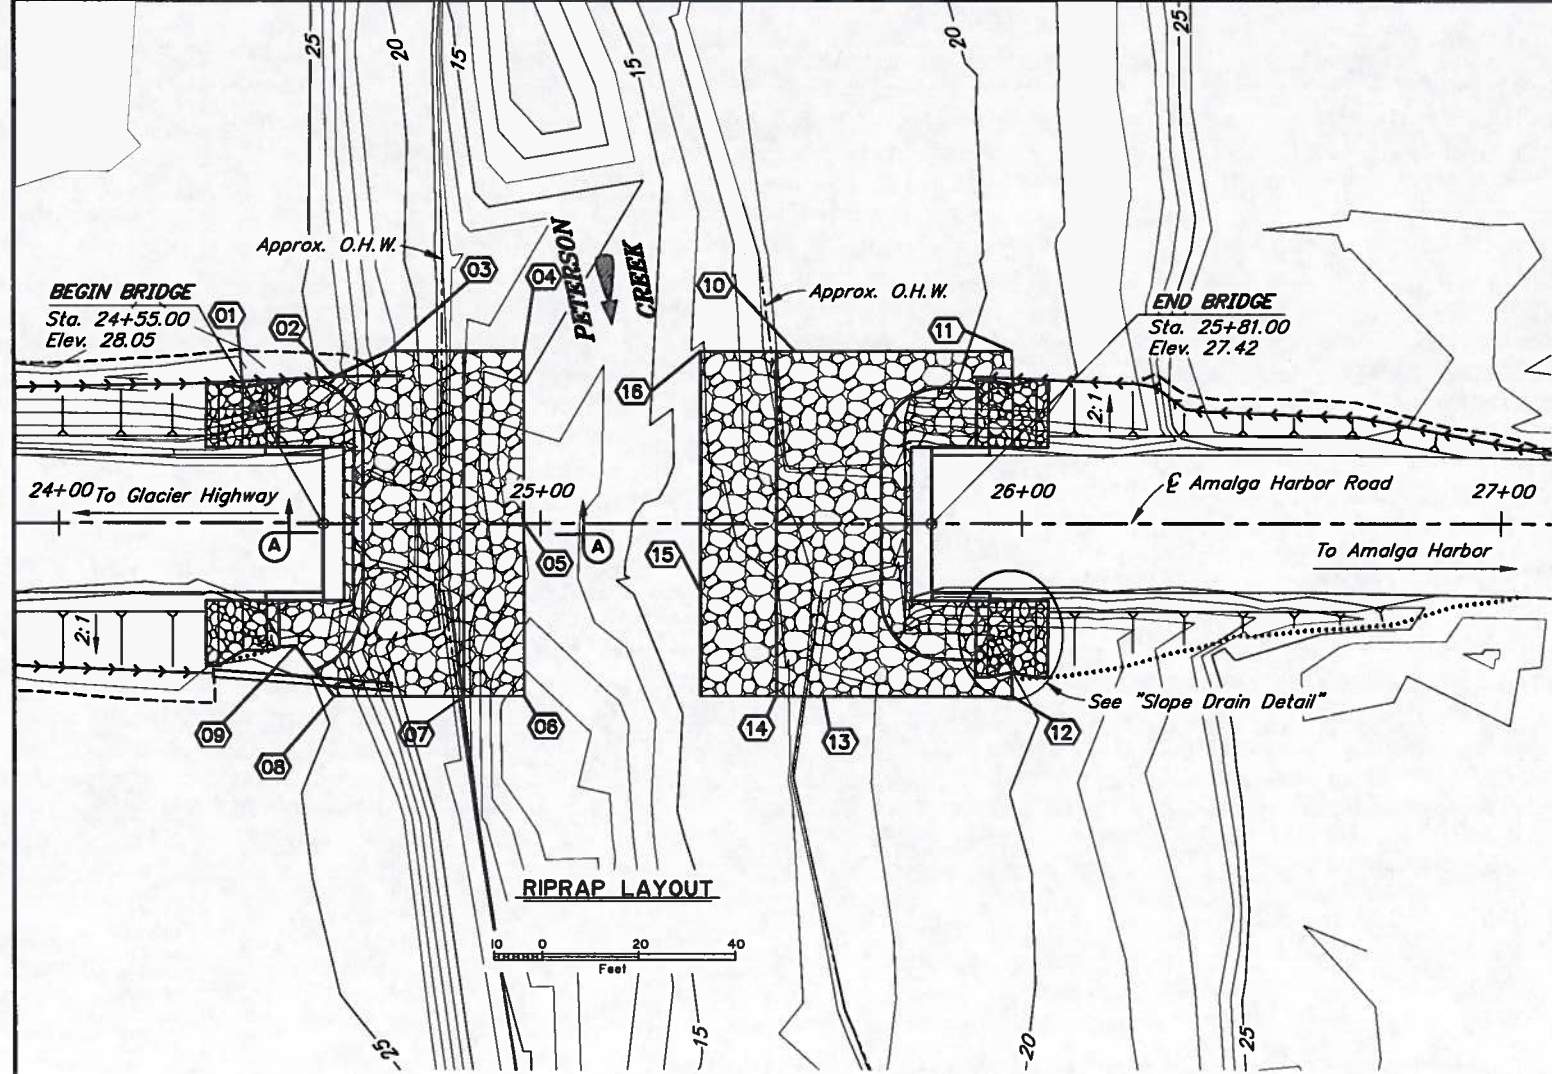 25
20
15
15
20
25
Approx. O.H.W.
PETERSON
CREEK
03
04
10
Approx. O.H.W.
BEGIN BRIDGE
Sta. 24+55.00
Elev. 28.05
01
02
11
END BRIDGE
Sta. 25+81.00
Elev. 27.42
16
2:1
24+00
To Glacier Highway
25+00
26+00
℄ Amalga Harbor Road
27+00
A
A
05
15
To Amalga Harbor
2:1
09
08
07
06
14
13
12
See "Slope Drain Detail"
RIPRAP LAYOUT
10 0 20 40
Feet
25
15
20
25